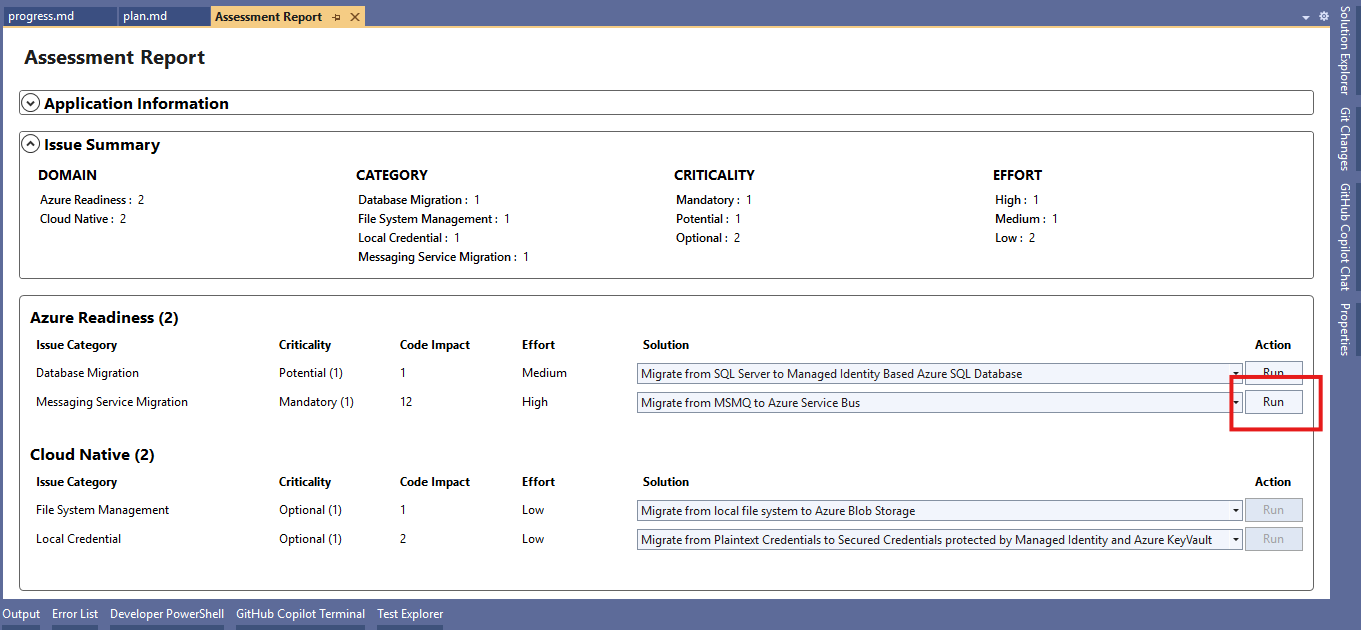 progress.md plan.md Assessment Report
Assessment Report
Application Information
Issue Summary
DOMAIN CATEGORY CRITICALITY EFFORT
Azure Readiness : 2 Database Migration : 1 Mandatory : 1 High : 1
Cloud Native : 2 File System Management : 1 Potential : 1 Medium : 1
Local Credential : 1 Optional : 2 Low : 2
Messaging Service Migration : 1
Azure Readiness (2)
Issue Category Criticality Code Impact Effort Solution Action
Database Migration Potential (1) 1 Medium Migrate from SQL Server to Managed Identity Based Azure SQL Database Run
Messaging Service Migration Mandatory (1) 12 High Migrate from MSMQ to Azure Service Bus Run
Cloud Native (2)
Issue Category Criticality Code Impact Effort Solution Action
File System Management Optional (1) 1 Low Migrate from local file system to Azure Blob Storage Run
Local Credential Optional (1) 2 Low Migrate from Plaintext Credentials to Secured Credentials protected by Managed Identity and Azure KeyVault Run
Output Error List Developer PowerShell GitHub Copilot Terminal Test Explorer
Solution Explorer
Git Changes
GitHub Copilot Chat
Properties